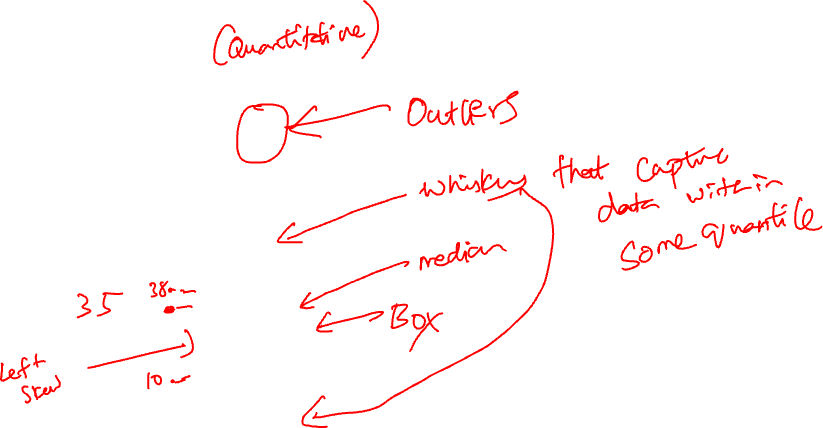 (Quantitative)
Outliers
whiskers that capture
data within
some quantile
median
Box
35
38
10
Left
skew